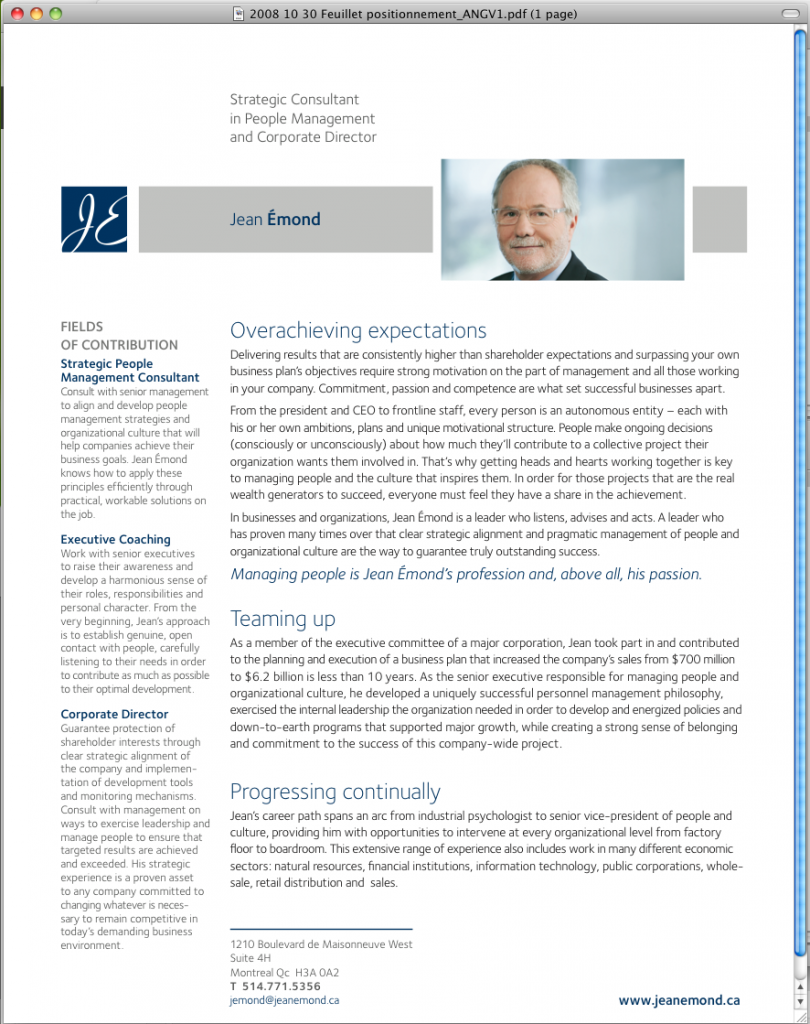 2008 10 30 Feuillet positionnement_ANGV1.pdf (1 page)
Strategic Consultant
in People Management
and Corporate Director
JE
Jean Émond
FIELDS
OF CONTRIBUTION
Strategic People
Management Consultant
Consult with senior management
to align and develop people
management strategies and
organizational culture that will
help companies achieve their
business goals. Jean Émond
knows how to apply these
principles efficiently through
practical, workable solutions on
the job.
Executive Coaching
Work with senior executives
to raise their awareness and
develop a harmonious sense of
their roles, responsibilities and
personal character. From the
very beginning, Jean's approach
is to establish genuine, open
contact with people, carefully
listening to their needs in order
to contribute as much as possible
to their optimal development.
Corporate Director
Guarantee protection of
shareholder interests through
clear strategic alignment of
the company and implemen-
tation of development tools
and monitoring mechanisms.
Consult with management on
ways to exercise leadership and
manage people to ensure that
targeted results are achieved
and exceeded. His strategic
experience is a proven asset
to any company committed to
changing whatever is neces-
sary to remain competitive in
today's demanding business
environment.
Overachieving expectations
Delivering results that are consistently higher than shareholder expectations and surpassing your own
business plan's objectives require strong motivation on the part of management and all those working
in your company. Commitment, passion and competence are what set successful businesses apart.
From the president and CEO to frontline staff, every person is an autonomous entity – each with
his or her own ambitions, plans and unique motivational structure. People make ongoing decisions
(consciously or unconsciously) about how much they'll contribute to a collective project their
organization wants them involved in. That's why getting heads and hearts working together is key
to managing people and the culture that inspires them. In order for those projects that are the real
wealth generators to succeed, everyone must feel they have a share in the achievement.
In businesses and organizations, Jean Émond is a leader who listens, advises and acts. A leader who
has proven many times over that clear strategic alignment and pragmatic management of people and
organizational culture are the way to guarantee truly outstanding success.
Managing people is Jean Émond's profession and, above all, his passion.
Teaming up
As a member of the executive committee of a major corporation, Jean took part in and contributed
to the planning and execution of a business plan that increased the company's sales from $700 million
to $6.2 billion is less than 10 years. As the senior executive responsible for managing people and
organizational culture, he developed a uniquely successful personnel management philosophy,
exercised the internal leadership the organization needed in order to develop and energized policies and
down-to-earth programs that supported major growth, while creating a strong sense of belonging
and commitment to the success of this company-wide project.
Progressing continually
Jean's career path spans an arc from industrial psychologist to senior vice-president of people and
culture, providing him with opportunities to intervene at every organizational level from factory
floor to boardroom. This extensive range of experience also includes work in many different economic
sectors: natural resources, financial institutions, information technology, public corporations, whole-
sale, retail distribution and sales.
1210 Boulevard de Maisonneuve West
Suite 4H
Montreal Qc H3A 0A2
T 514.771.5356
jemond@jeanemond.ca
www.jeanemond.ca